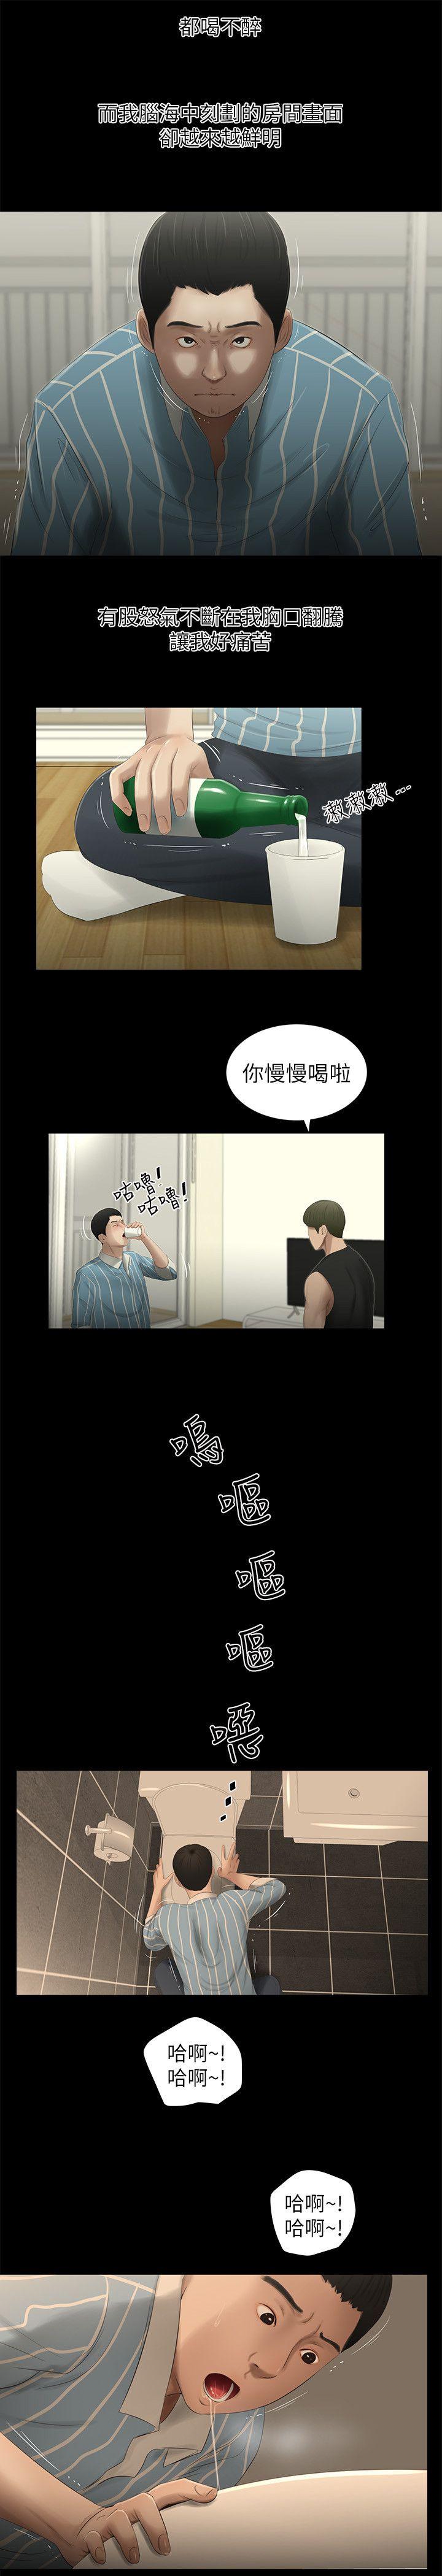 都喝不醉
而我腦海中刻劃的房間畫面
卻越來越鮮明
有股怒氣不斷在我胸口翻騰
讓我好痛苦
潡潡潡…
你慢慢喝啦
咕嚕!
咕嚕!
嗚
嘔
嘔
嘔
噁
哈啊~!
哈啊~!
哈啊~!
哈啊~!